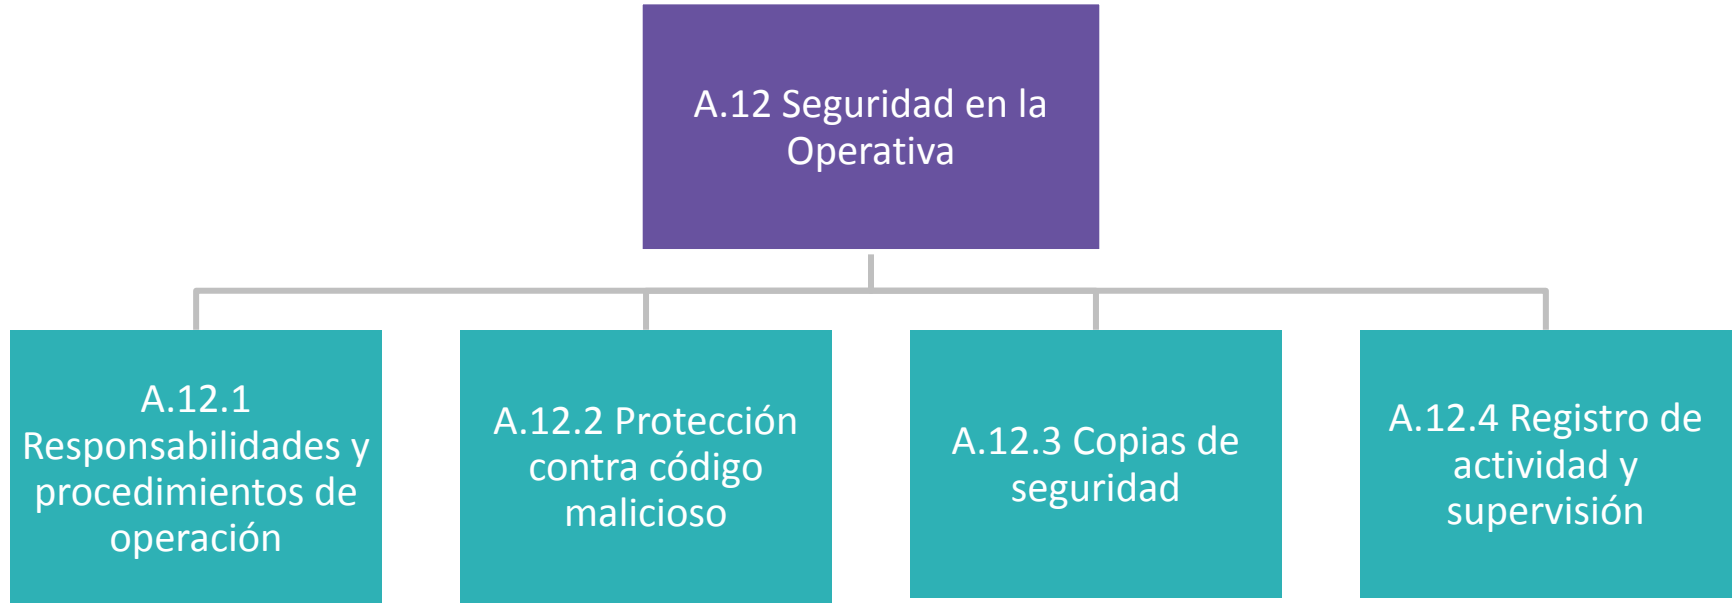 A.12 Seguridad en la
Operativa
A.12.1
Responsabilidades y
procedimientos de
operación
A.12.2 Protección
contra código
malicioso
A.12.3 Copias de
seguridad
A.12.4 Registro de
actividad y
supervisión